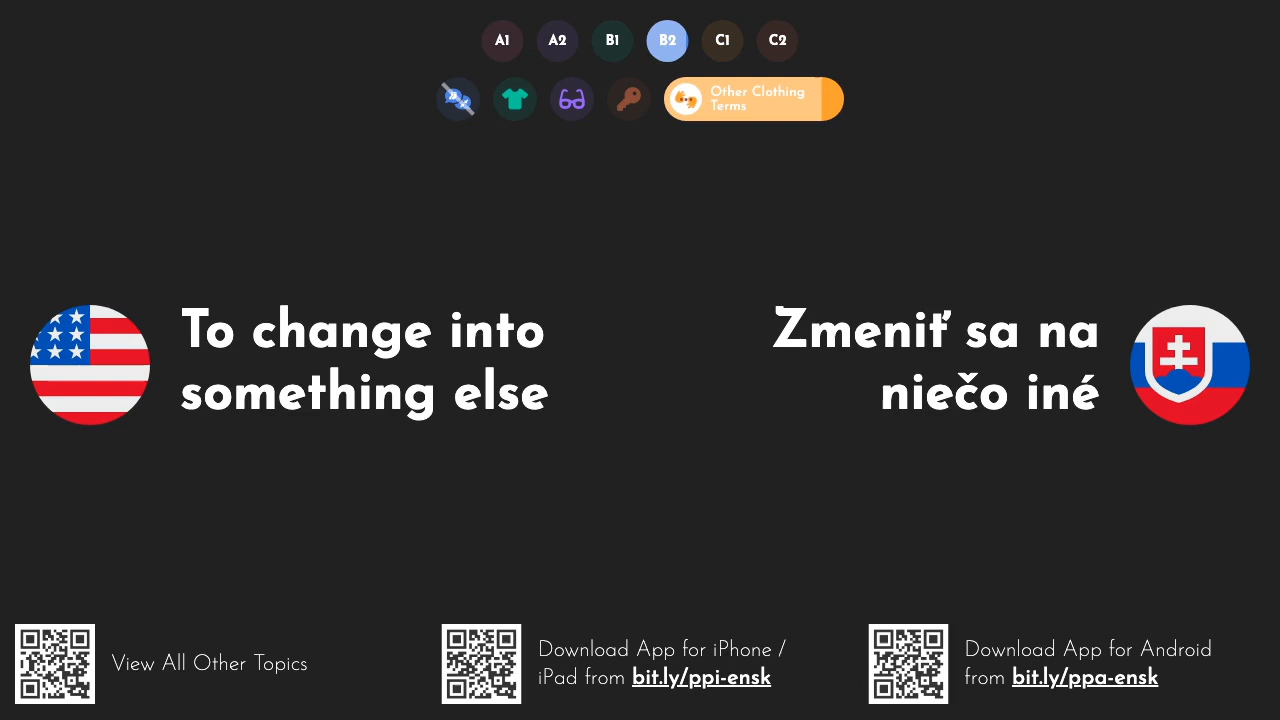 A1 A2 B1 B2 C1 C2
Other Clothing
Terms
To change into
something else
Zmeniť sa na
niečo iné
View All Other Topics
Download App for iPhone /
iPad from bit.ly/ppi-ensk
Download App for Android
from bit.ly/ppa-ensk